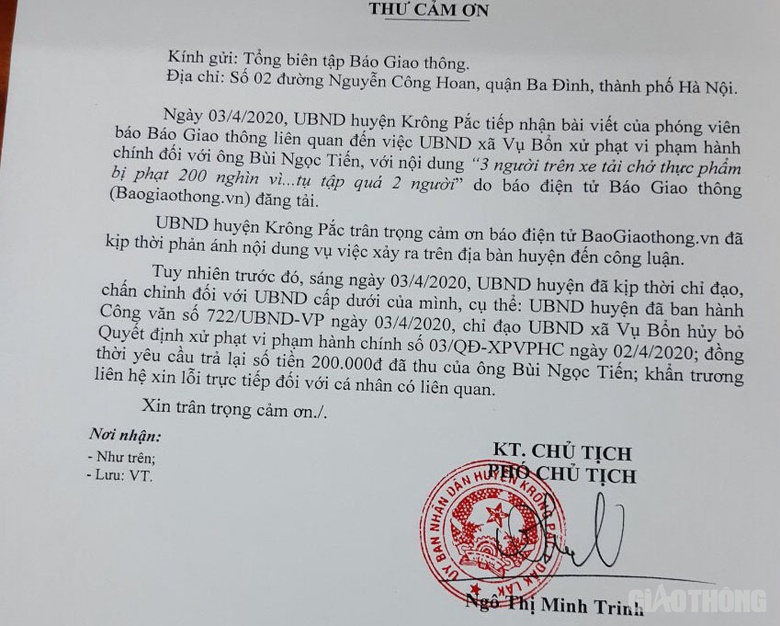 THƯ CẢM ƠN
Kính gửi: Tổng biên tập Báo Giao thông.
Địa chỉ: Số 02 đường Nguyễn Công Hoan, quận Ba Đình, thành phố Hà Nội.
Ngày 03/4/2020, UBND huyện Krông Pắc tiếp nhận bài viết của phóng viên
báo Báo Giao thông liên quan đến việc UBND xã Vụ Bổn xử phạt vi phạm hành
chính đối với ông Bùi Ngọc Tiến, với nội dung “3 người trên xe tải chở thực phẩm
bị phạt 200 nghìn vì...tụ tập quá 2 người” do báo điện tử Báo Giao thông
(Baogiaothong.vn) đăng tải.
UBND huyện Krông Pắc trân trọng cảm ơn báo điện tử BaoGiaothong.vn đã
kịp thời phản ánh nội dung vụ việc xảy ra trên địa bàn huyện đến công luận.
Tuy nhiên trước đó, sáng ngày 03/4/2020, UBND huyện đã kịp thời chỉ đạo,
chấn chỉnh đối với UBND cấp dưới của mình, cụ thể: UBND huyện đã ban hành
Công văn số 722/UBND-VP ngày 03/4/2020, chỉ đạo UBND xã Vụ Bổn hủy bỏ
Quyết định xử phạt vi phạm hành chính số 03/QĐ-XPVPHC ngày 02/4/2020; đồng
thời yêu cầu trả lại số tiền 200.000đ đã thu của ông Bùi Ngọc Tiến; khẩn trương
liên hệ xin lỗi trực tiếp đối với cá nhân có liên quan.
Xin trân trọng cảm ơn./.
Nơi nhận:
- Như trên;
- Lưu: VT.
KT. CHỦ TỊCH
PHÓ CHỦ TỊCH
ỦY BAN NHÂN DÂN HUYỆN KRÔNG PẮC
ĐẮK LẮK
Ngô Thị Minh Trinh
GIAO THÔNG